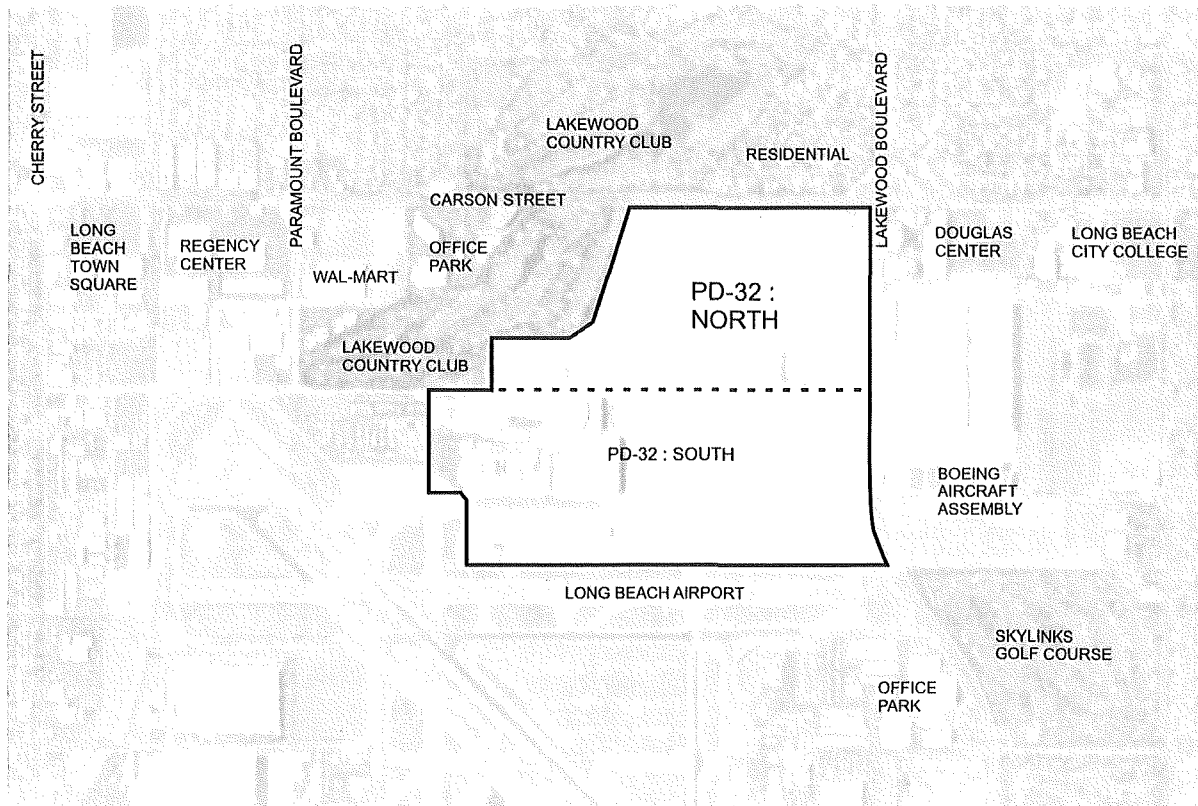 CHERRY STREET
PARAMOUNT BOULEVARD
LAKEWOOD BOULEVARD
LAKEWOOD
COUNTRY CLUB
RESIDENTIAL
CARSON STREET
LONG
BEACH
TOWN
SQUARE
REGENCY
CENTER
WAL-MART
OFFICE
PARK
DOUGLAS
CENTER
LONG BEACH
CITY COLLEGE
PD-32 :
NORTH
LAKEWOOD
COUNTRY CLUB
PD-32 : SOUTH
BOEING
AIRCRAFT
ASSEMBLY
LONG BEACH AIRPORT
SKYLINKS
GOLF COURSE
OFFICE
PARK